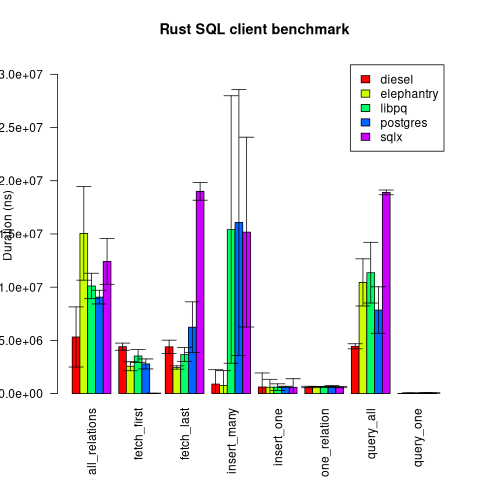 Rust SQL client benchmark
diesel
elephantry
libpq
postgres
sqlx
Duration (ns)
3.0e+07
2.5e+07
2.0e+07
1.5e+07
1.0e+07
5.0e+06
0.0e+00
all_relations
fetch_first
fetch_last
insert_many
insert_one
one_relation
query_all
query_one